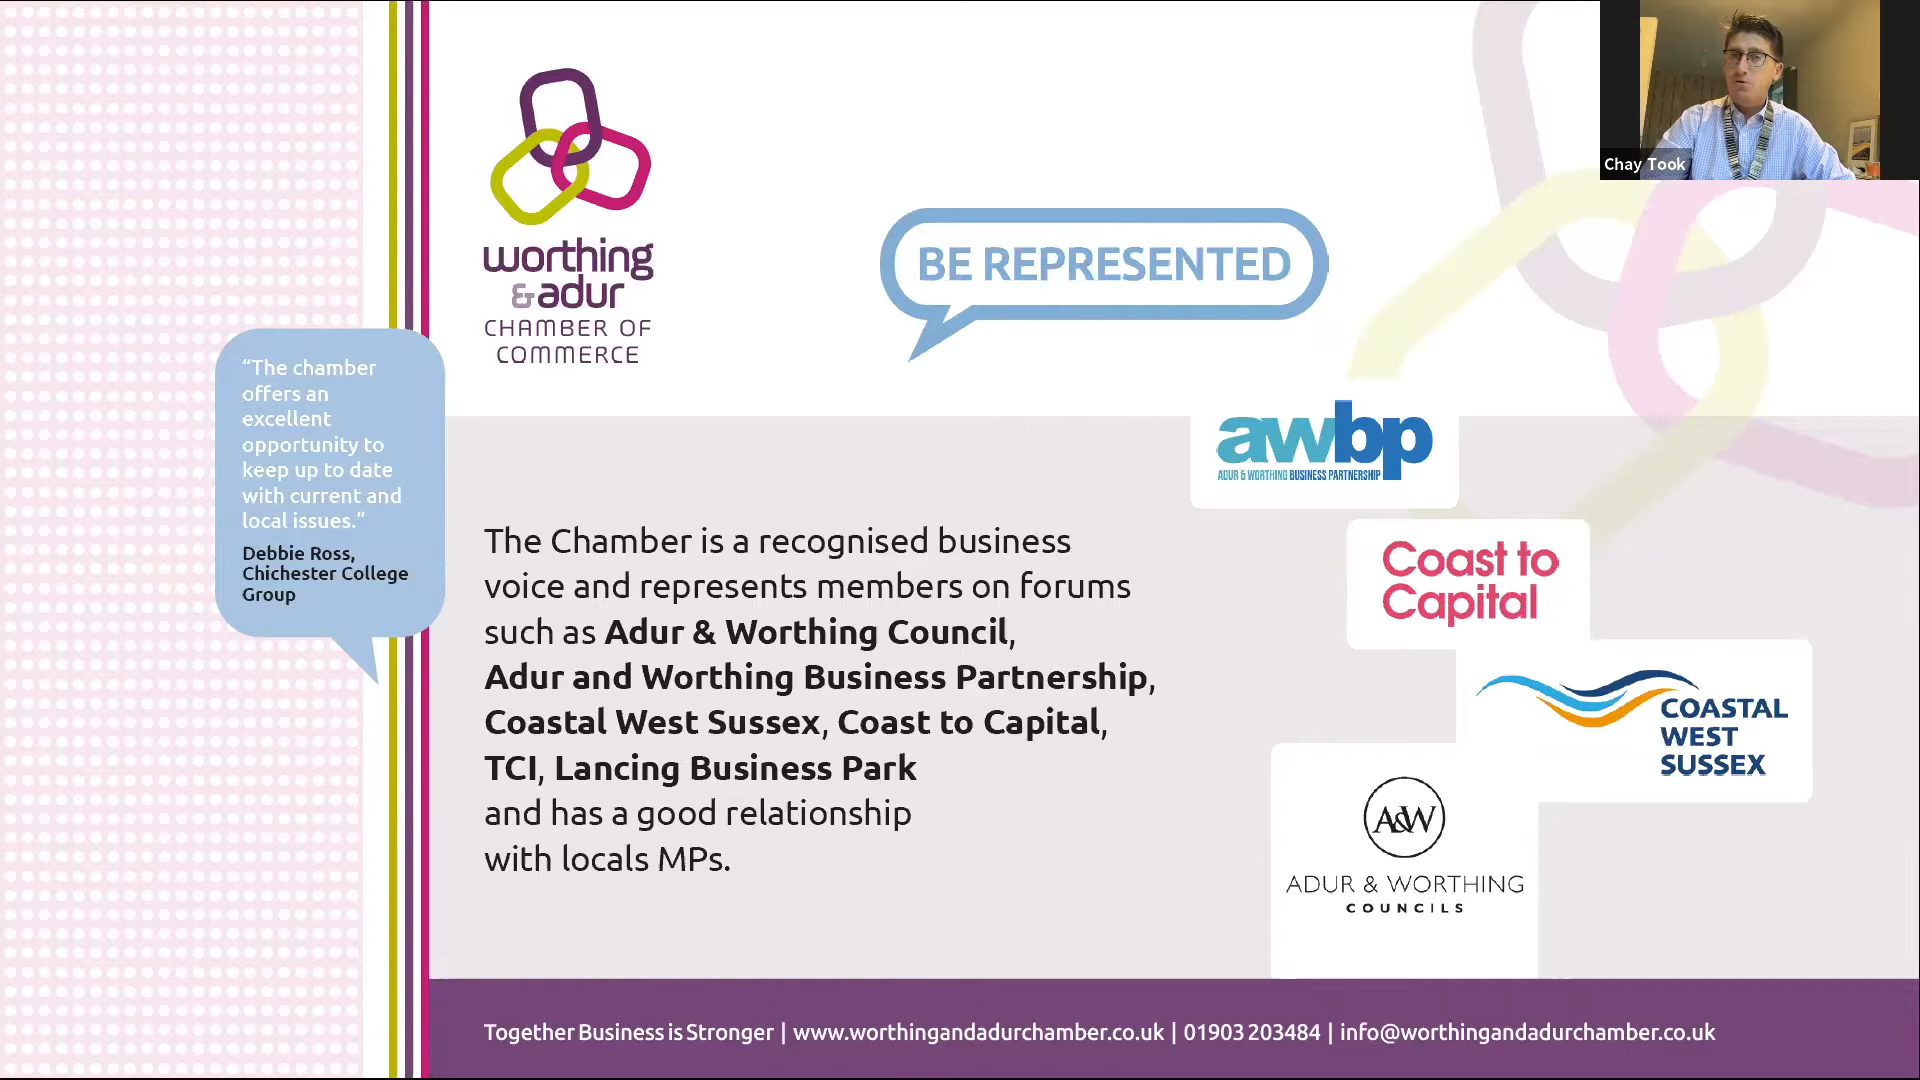 Chay Took
worthing
&adur
CHAMBER OF
COMMERCE
BE REPRESENTED
“The chamber
offers an
excellent
opportunity to
keep up to date
with current and
local issues.”
Debbie Ross,
Chichester College
Group
The Chamber is a recognised business
voice and represents members on forums
such as Adur & Worthing Council,
Adur and Worthing Business Partnership,
Coastal West Sussex, Coast to Capital,
TCI, Lancing Business Park
and has a good relationship
with locals MPs.
awbp
ADUR & WORTHING BUSINESS PARTNERSHIP
Coast to
Capital
COASTAL
WEST
SUSSEX
A&W
ADUR & WORTHING
COUNCILS
Together Business is Stronger | www.worthingandadurchamber.co.uk | 01903 203484 | info@worthingandadurchamber.co.uk